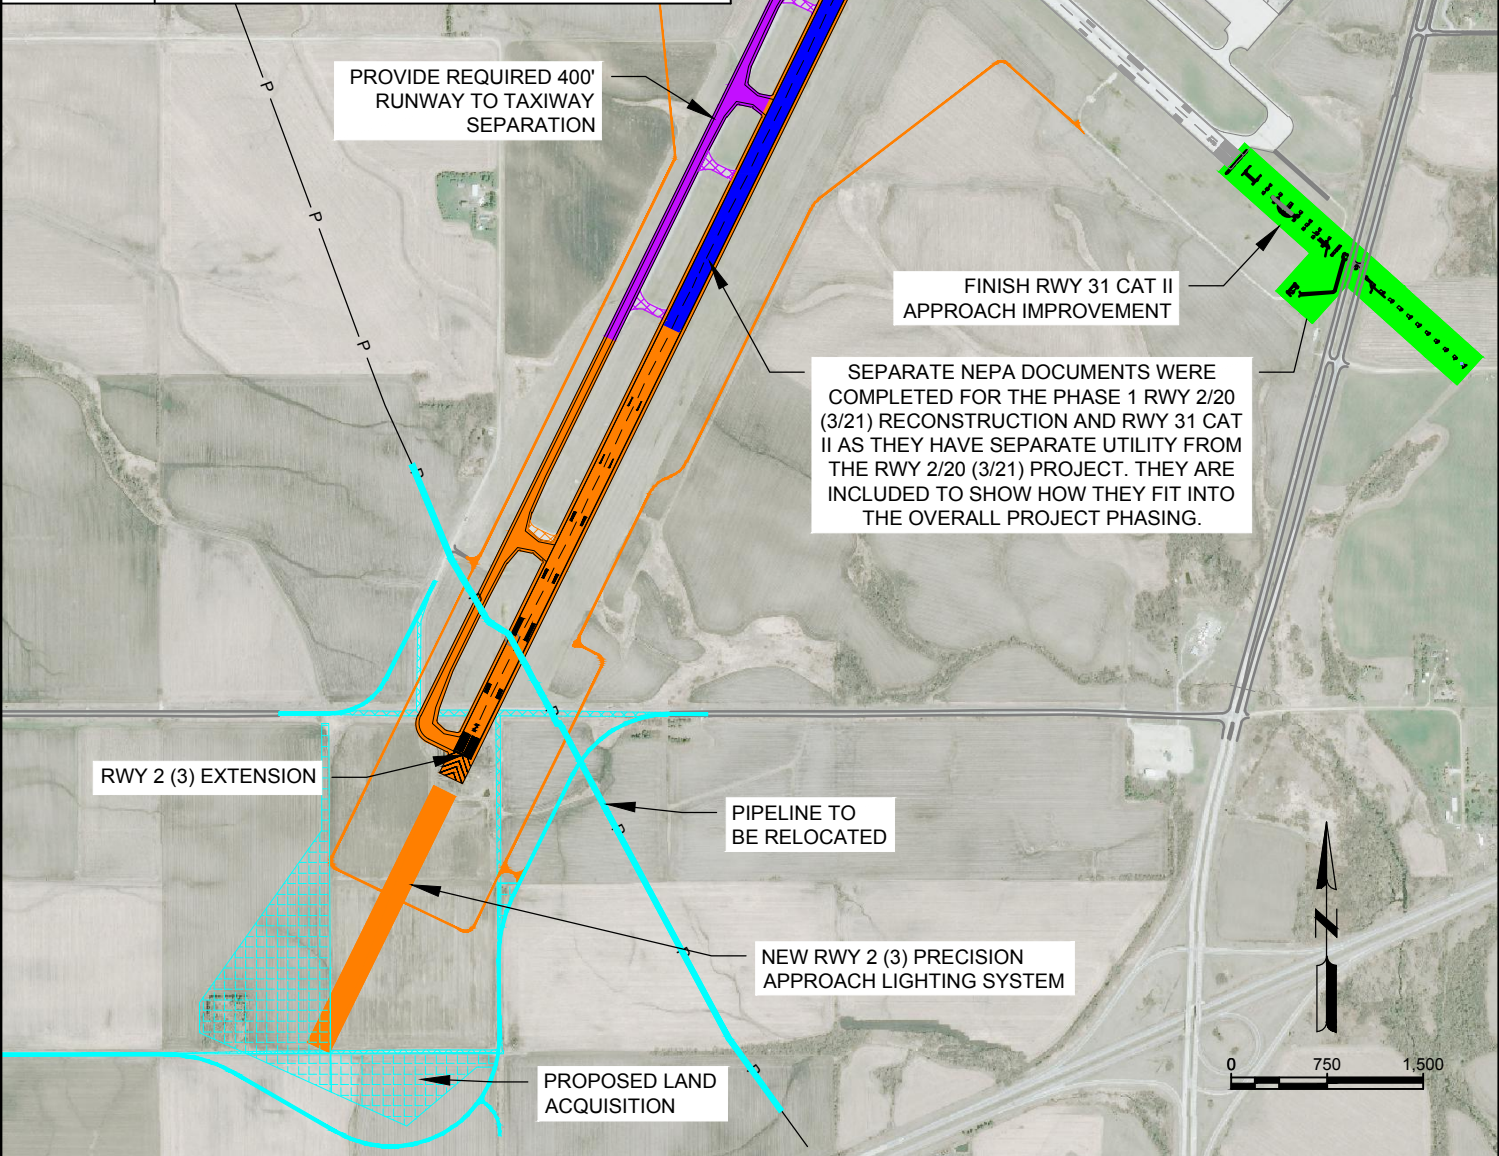 PROVIDE REQUIRED 400'
RUNWAY TO TAXIWAY
SEPARATION
P
P
P
FINISH RWY 31 CAT II
APPROACH IMPROVEMENT
SEPARATE NEPA DOCUMENTS WERE
COMPLETED FOR THE PHASE 1 RWY 2/20
(3/21) RECONSTRUCTION AND RWY 31 CAT
II AS THEY HAVE SEPARATE UTILITY FROM
THE RWY 2/20 (3/21) PROJECT. THEY ARE
INCLUDED TO SHOW HOW THEY FIT INTO
THE OVERALL PROJECT PHASING.
P
P
P
RWY 2 (3) EXTENSION
PIPELINE TO
BE RELOCATED
P
P
NEW RWY 2 (3) PRECISION
APPROACH LIGHTING SYSTEM
N
PROPOSED LAND
ACQUISITION
P
0 750 1,500